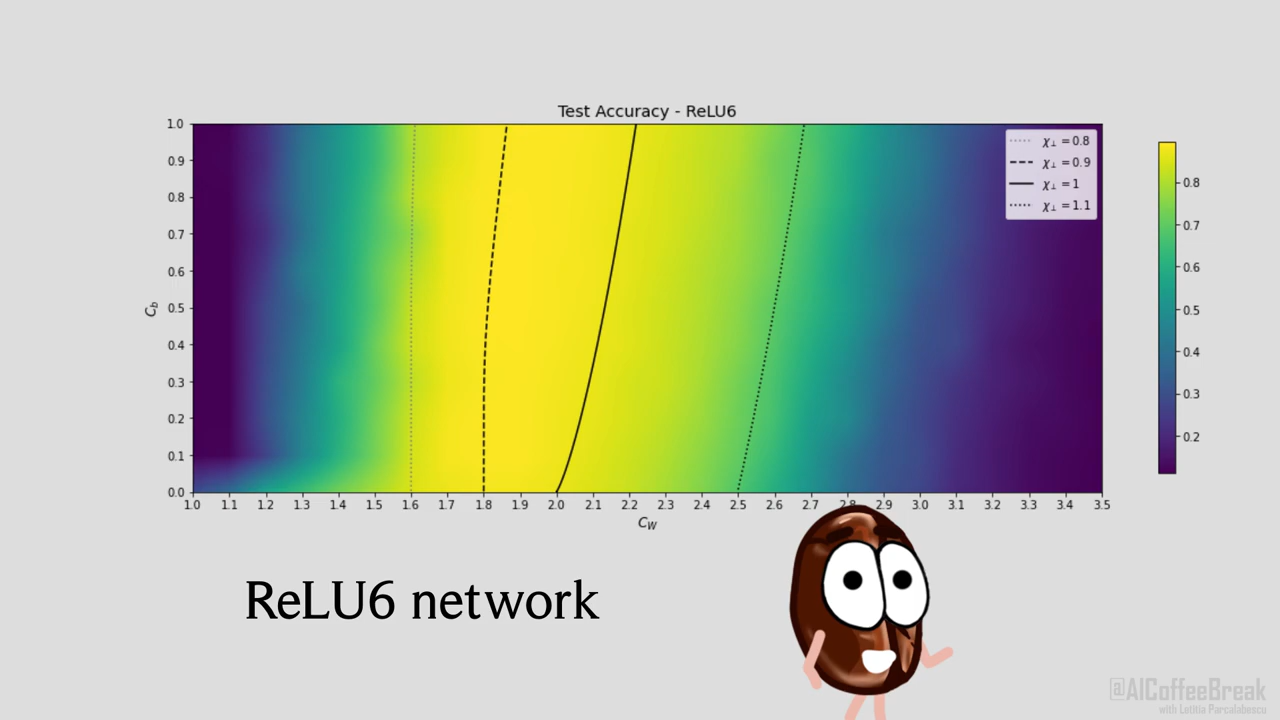 Test Accuracy - ReLU6
1.0
0.9
0.8
0.7
0.6
0.5
0.4
0.3
0.2
0.1
0.0
C_b
1.0 1.1 1.2 1.3 1.4 1.5 1.6 1.7 1.8 1.9 2.0 2.1 2.2 2.3 2.4 2.5 2.6 2.7 2.8 2.9 3.0 3.1 3.2 3.3 3.4 3.5
C_W
χ⊥ = 0.8
χ⊥ = 0.9
χ⊥ = 1
χ⊥ = 1.1
0.8
0.7
0.6
0.5
0.4
0.3
0.2
ReLU6 network
@AICoffeeBreak
with Letitia Parcalabescu